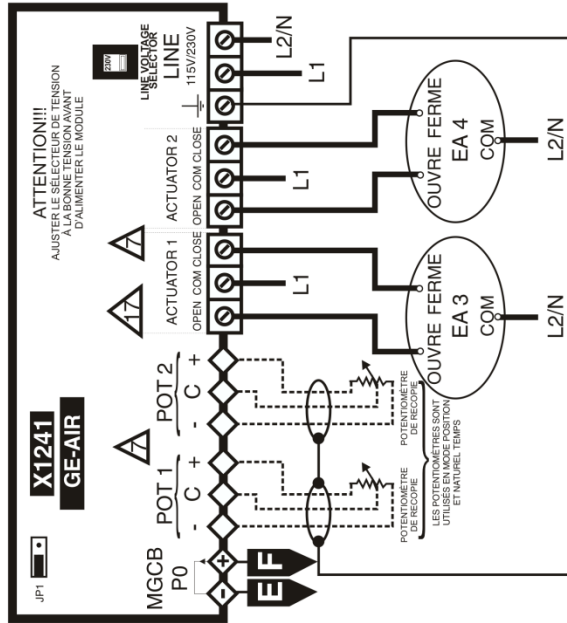 ATTENTION!!!
AJUSTER LE SÉLECTEUR DE TENSION
À LA BONNE TENSION AVANT
D'ALIMENTER LE MODULE
230V
LINE VOLTAGE
SELECTOR
LINE
115V/230V
L2/N
L1
ACTUATOR 2
OPEN COM CLOSE
L1
7
ACTUATOR 1
OPEN COM CLOSE
L1
17
JP1
X1241
GE-AIR
7
POT 2
- C +
POT 1
- C +
MGCB
P0
- +
E F
POTENTIOMÈTRE
DE RECOPIE
POTENTIOMÈTRE
DE RECOPIE
LES POTENTIOMÈTRES SONT
UTILISÉS EN MODE POSITION
ET NATUREL TEMPS
OUVRE FERME
EA 3
COM
L2/N
OUVRE FERME
EA 4
COM
L2/N